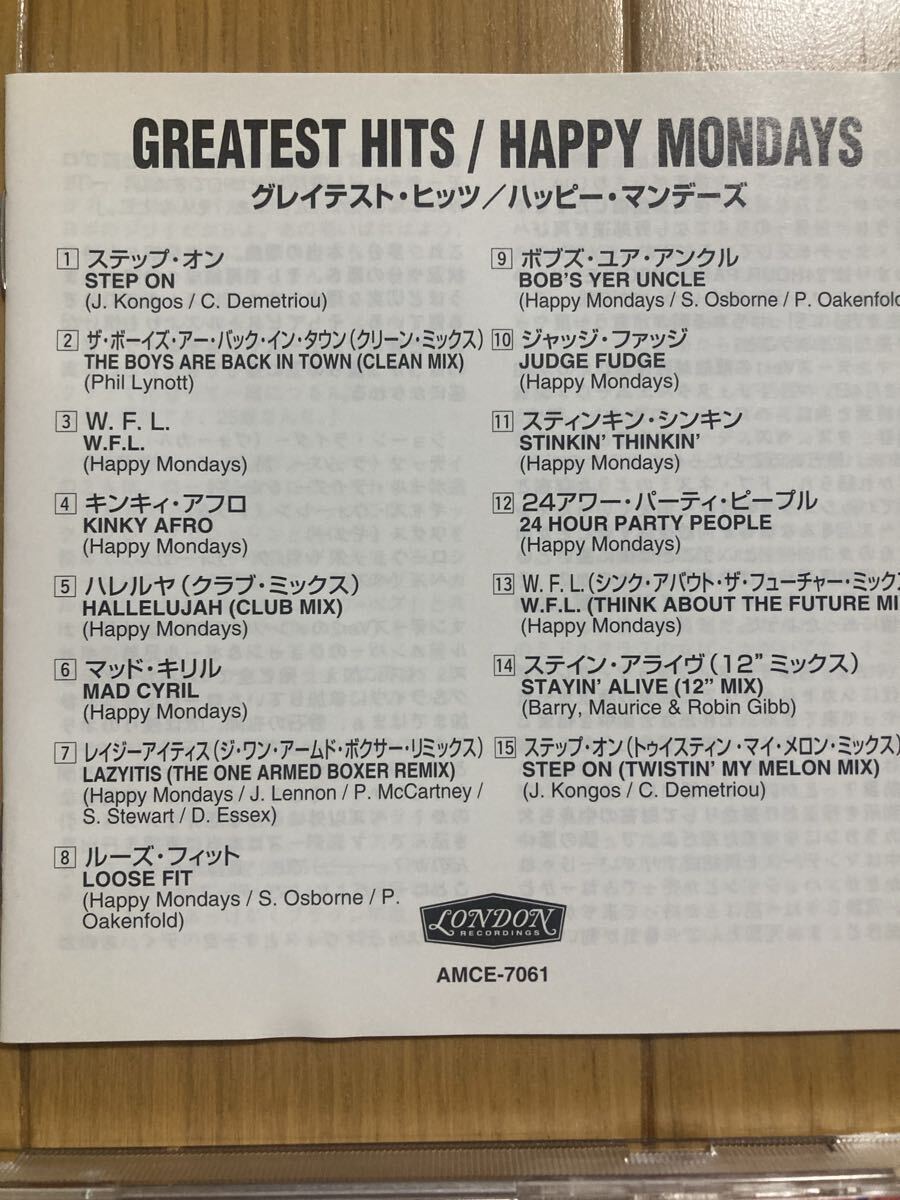 GREATEST HITS / HAPPY MONDAYS
グレイテスト・ヒッツ／ハッピー・マンデーズ
1 ステップ・オン
STEP ON
(J. Kongos / C. Demetriou)
2 ザ・ボーイズ・アー・バック・イン・タウン(クリーン・ミックス)
THE BOYS ARE BACK IN TOWN (CLEAN MIX)
(Phil Lynott)
3 W. F. L.
W.F.L.
(Happy Mondays)
4 キンキィ・アフロ
KINKY AFRO
(Happy Mondays)
5 ハレルヤ(クラブ・ミックス)
HALLELUJAH (CLUB MIX)
(Happy Mondays)
6 マッド・キリル
MAD CYRIL
(Happy Mondays)
7 レイジーアイティス(ジ・ワン・アームド・ボクサー・リミックス)
LAZYITIS (THE ONE ARMED BOXER REMIX)
(Happy Mondays / J. Lennon / P. McCartney /
S. Stewart / D. Essex)
8 ルーズ・フィット
LOOSE FIT
(Happy Mondays / S. Osborne / P.
Oakenfold)
9 ボブズ・ユア・アンクル
BOB'S YER UNCLE
(Happy Mondays / S. Osborne / P. Oakenfold
10 ジャッジ・ファッジ
JUDGE FUDGE
(Happy Mondays)
11 スティンキン・シンキン
STINKIN' THINKIN'
(Happy Mondays)
12 24アワー・パーティ・ピープル
24 HOUR PARTY PEOPLE
(Happy Mondays)
13 W. F. L.(シンク・アバウト・ザ・フューチャー・ミックス
W.F.L. (THINK ABOUT THE FUTURE MI
(Happy Mondays)
14 ステイン・アライヴ(12”ミックス)
STAYIN' ALIVE (12” MIX)
(Barry, Maurice & Robin Gibb)
15 ステップ・オン(トゥイスティン・マイ・メロン・ミックス)
STEP ON (TWISTIN' MY MELON MIX)
(J. Kongos / C. Demetriou)
LONDON
RECORDINGS
AMCE-7061